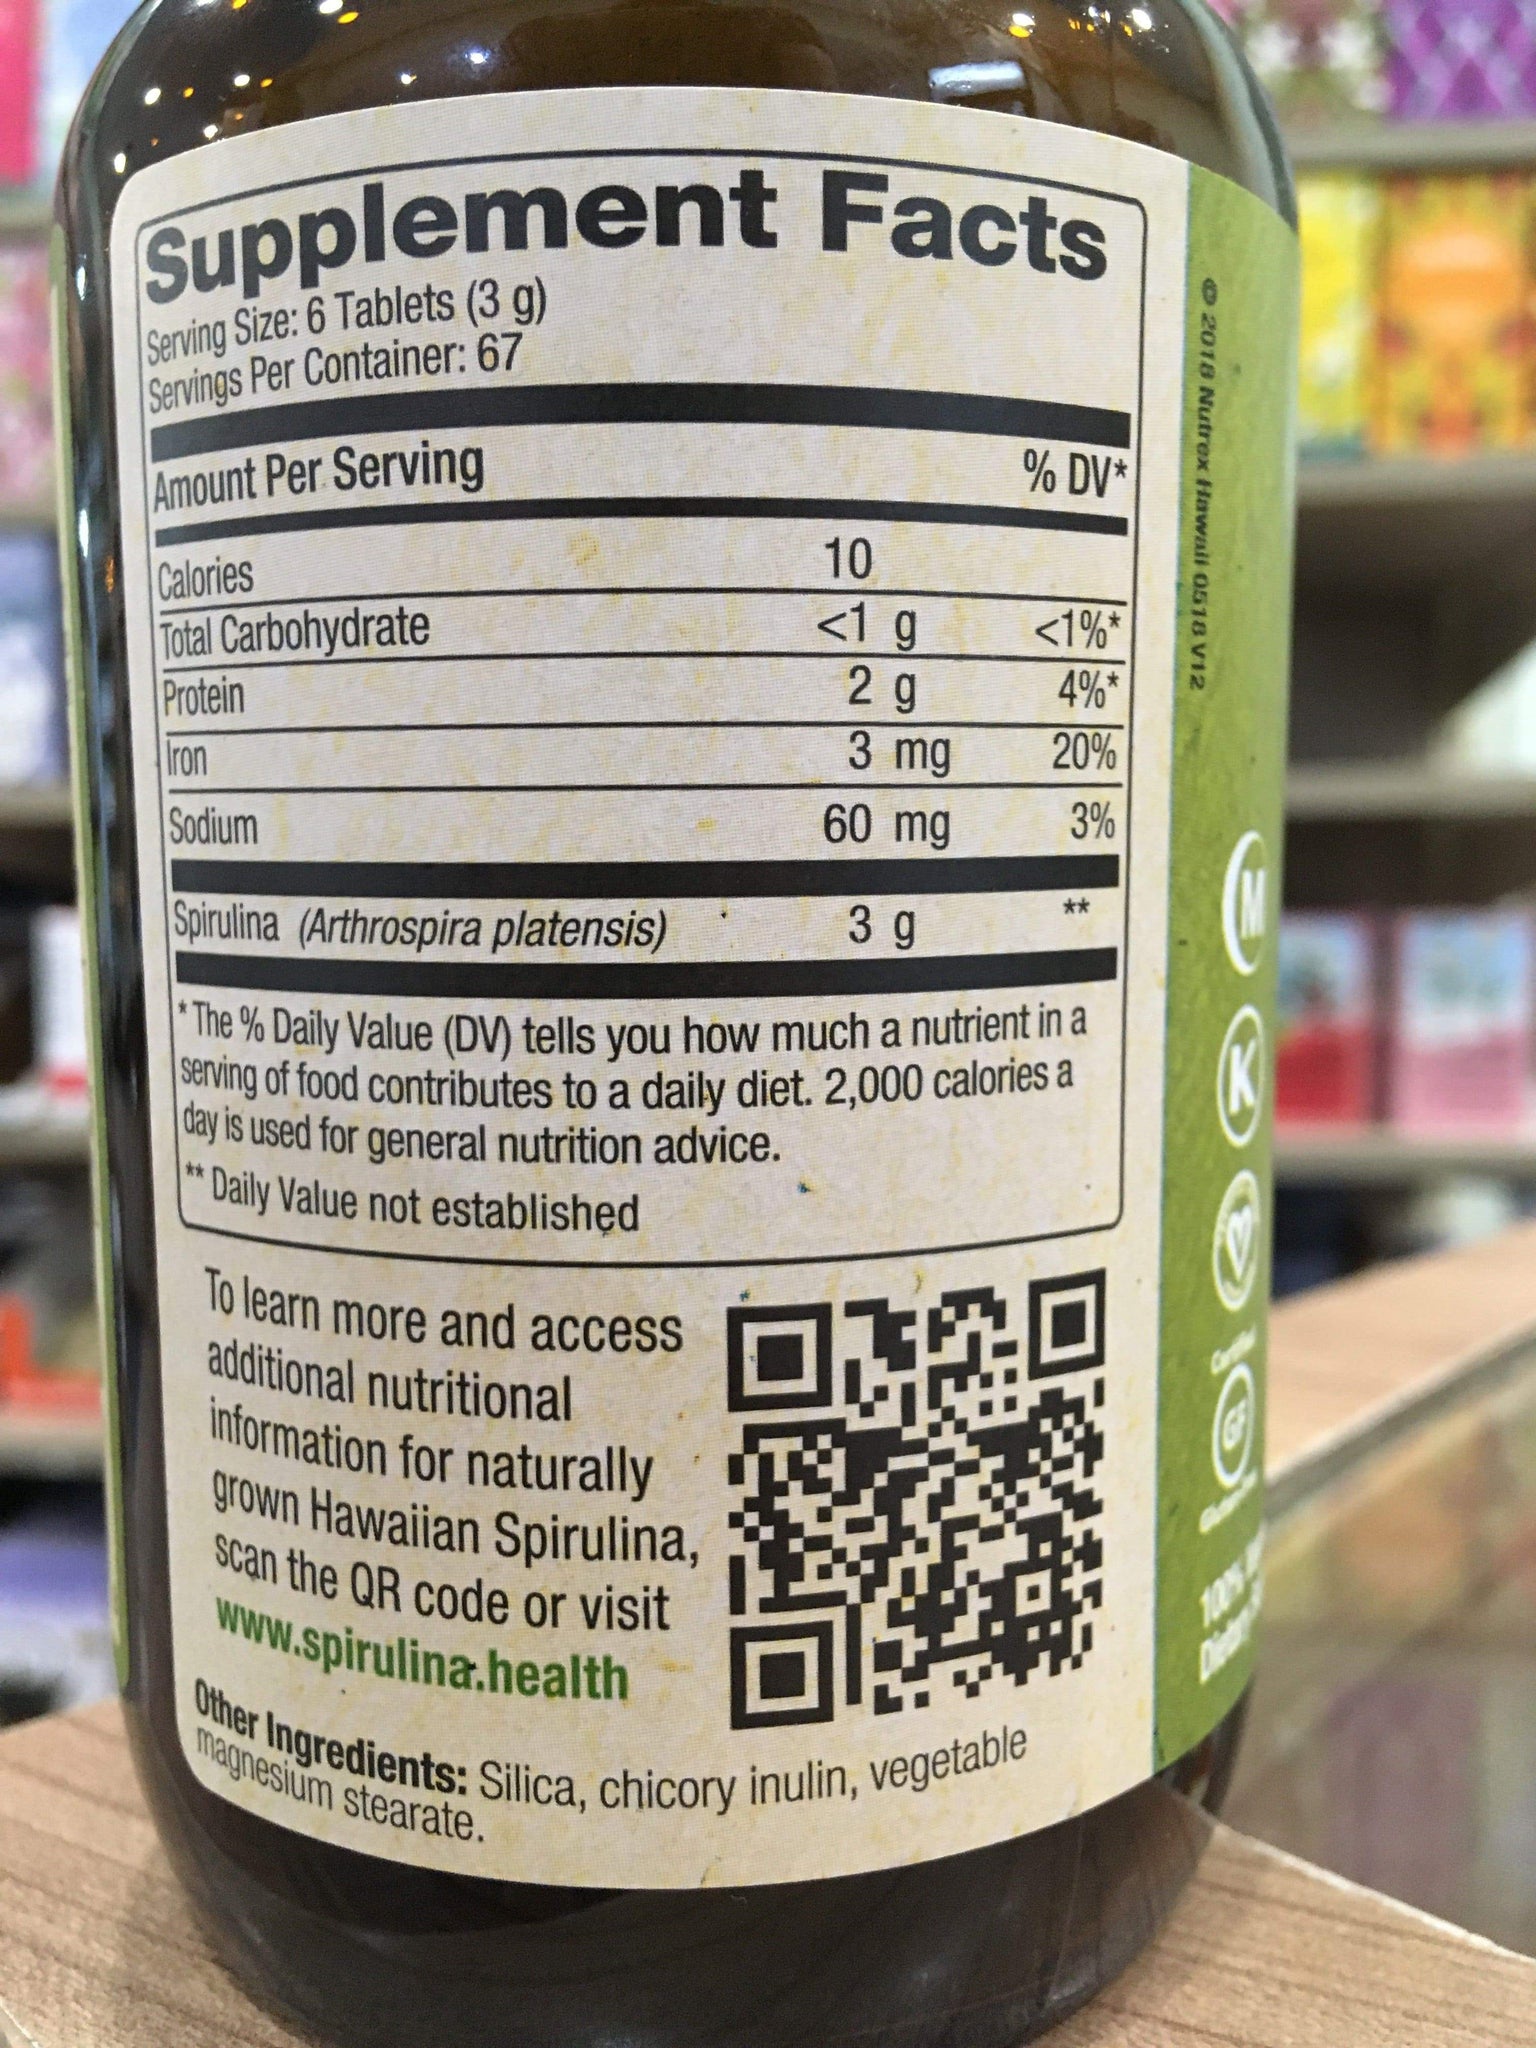 Supplement Facts
Serving Size: 6 Tablets (3 g)
Servings Per Container: 67
Amount Per Serving % DV*
Calories 10
Total Carbohydrate <1 g <1%*
Protein 2 g 4%*
Iron 3 mg 20%
Sodium 60 mg 3%
Spirulina (Arthrospira platensis) 3 g **
* The % Daily Value (DV) tells you how much a nutrient in a
serving of food contributes to a daily diet. 2,000 calories a
day is used for general nutrition advice.
** Daily Value not established
To learn more and access
additional nutritional
information for naturally
grown Hawaiian Spirulina,
scan the QR code or visit
www.spirulina.health
Other Ingredients: Silica, chicory inulin, vegetable
magnesium stearate.
© 2018 Nutrex Hawaii 0518 V12
M
K
Certified
GF
100%